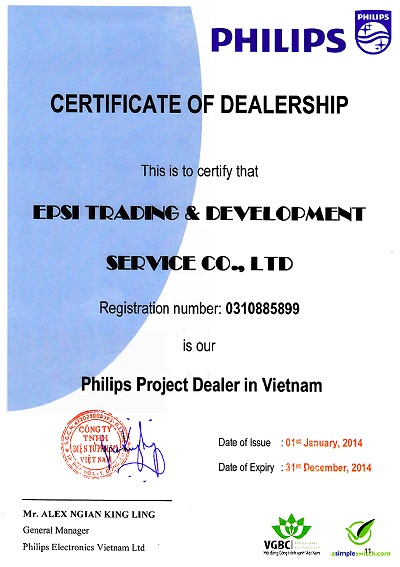 PHILIPS
PHILIPS
CERTIFICATE OF DEALERSHIP
This is to certify that
EPSI TRADING & DEVELOPMENT
SERVICE CO., LTD
Registration number: 0310885899
is our
Philips Project Dealer in Vietnam
CÔNG TY
TNHH
ĐIỆN TỬ
VIỆT NAM
Date of Issue : 01st January, 2014
Date of Expiry : 31st December, 2014
Mr. ALEX NGIAN KING LING
General Manager
Philips Electronics Vietnam Ltd
VGBC
Hội đồng Công trình xanh Việt Nam
asimpleswitch.com
11